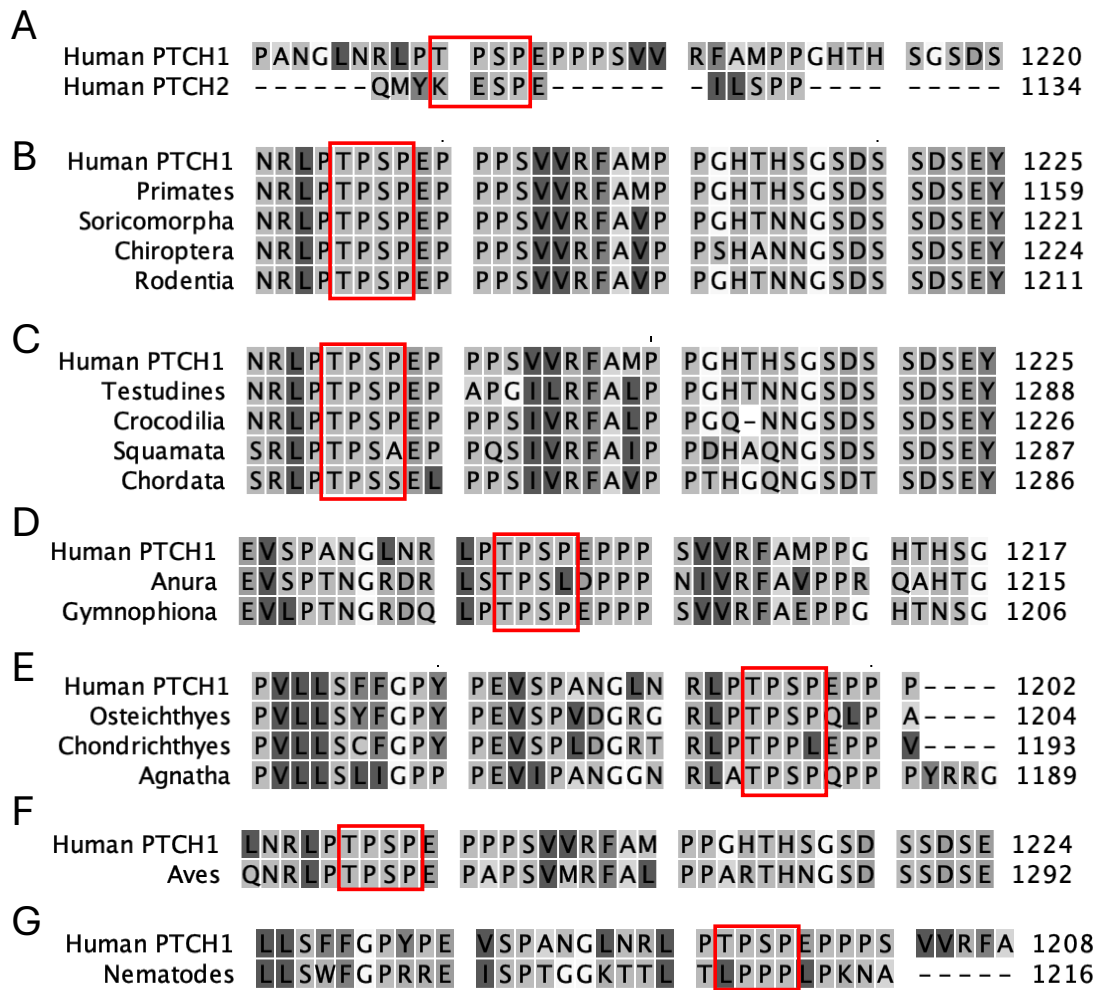 A
Human PTCH1 PANGLNRLPT PSPEPPPSVV RFAMPPGHTH SGSDS 1220
Human PTCH2 ------QMYK ESPE------ -ILSPP---- ----- 1134
B
Human PTCH1 NRLPTPSPEP PPSVVRFAMP PGHTHSGSDS SDSEY 1225
Primates NRLPTPSPEP PPSVVRFAMP PGHTHSGSDS SDSEY 1159
Soricomorpha NRLPTPSPEP PPSVVRFAVP PGHTNNGSDS SDSEY 1221
Chiroptera NRLPTPSPEP PPSVVRFAVP PSHANNGSDS SDSEY 1224
Rodentia NRLPTPSPEP PPSVVRFAVP PGHTNNGSDS SDSEY 1211
C
Human PTCH1 NRLPTPSPEP PPSVVRFAMP PGHTHSGSDS SDSEY 1225
Testudines NRLPTPSPEP APGILRFALP PGHTNNGSDS SDSEY 1288
Crocodilia NRLPTPSPEP PPSIVRFALP PGQ-NNGSDS SDSEY 1226
Squamata SRLPTPSAEP PQSIVRFAIP PDHAQNGSDS SDSEY 1287
Chordata SRLPTPSSEL PPSIVRFAVP PTHGQNGSDT SDSEY 1286
D
Human PTCH1 EVSPANGLNR LPTPSPEPPP SVVRFAMPPG HTHSG 1217
Anura EVSPTNGRDR LSTPSLDPPP NIVRFAVPPR QAHTG 1215
Gymnophiona EVLPTNGRDQ LPTPSPEPPP SVVRFAEPPG HTNSG 1206
E
Human PTCH1 PVLLSFFGPY PEVSPANGLN RLPTPSPEPP P---- 1202
Osteichthyes PVLLSYFGPY PEVSPVDGRG RLPTPSPQLP A---- 1204
Chondrichthyes PVLLSCFGPY PEVSPLDGRT RLPTPPLEPP V---- 1193
Agnatha PVLLSLIGPP PEVIPANGGN RLATPSPQPP PYRRG 1189
F
Human PTCH1 LNRLPTPSPE PPPSVVRFAM PPGHTHSGSD SSDSE 1224
Aves QNRLPTPSPE PAPSVMRFAL PPARTHNGSD SSDSE 1292
G
Human PTCH1 LLSFFGPYPE VSPANGLNRL PTPSPEPPPS VVRFA 1208
Nematodes LLSWFGPRRE ISPTGGKTTL TLPPPLPKNA ----- 1216